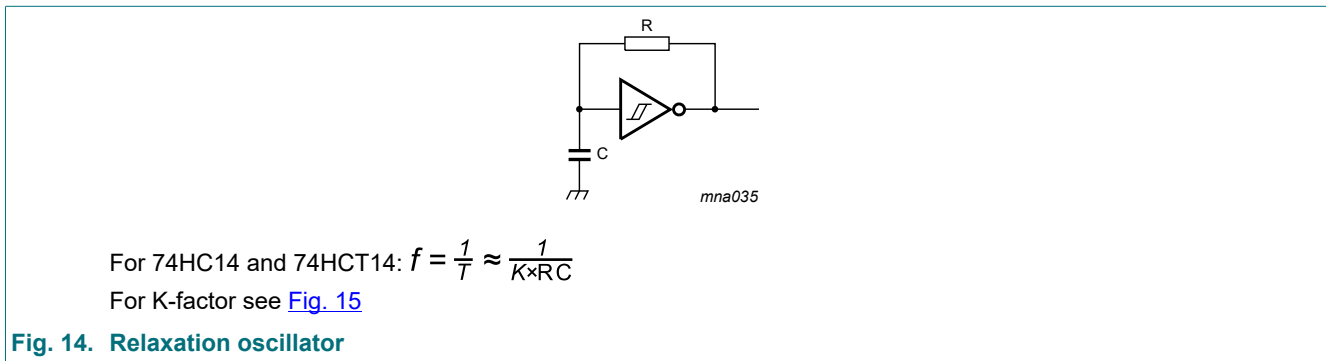 R
C
mna035
For 74HC14 and 74HCT14: f = 1/T ≈ 1/K×RC
For K-factor see Fig. 15
Fig. 14. Relaxation oscillator